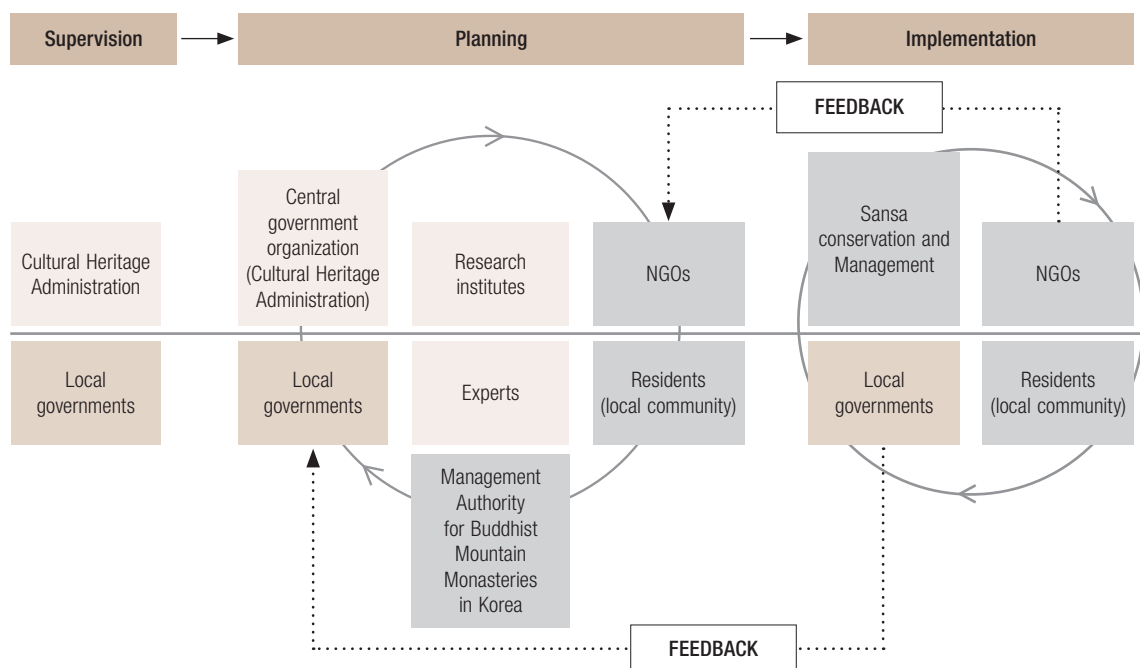 Supervision
Planning
Implementation
FEEDBACK
Cultural Heritage
Administration
Central
government
organization
(Cultural Heritage
Administration)
Research
institutes
NGOs
Sansa
conservation and
Management
NGOs
Local
governments
Local
governments
Experts
Residents
(local community)
Local
governments
Residents
(local community)
Management
Authority
for Buddhist
Mountain
Monasteries
in Korea
FEEDBACK